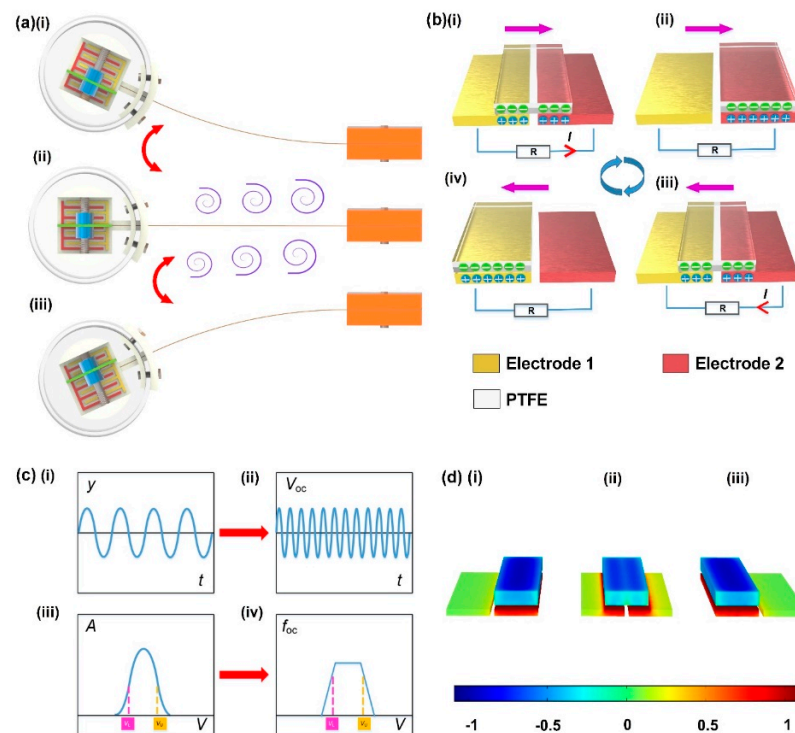 (a)(i)
(ii)
(iii)
(b)(i)
(ii)
R
I
(iv)
(iii)
R
R
I
Electrode 1
Electrode 2
PTFE
(c) (i)
y
t
(ii)
Voc
t
(iii)
A
V
(iv)
foc
V
(d) (i)
(ii)
(iii)
-1
-0.5
0
0.5
1